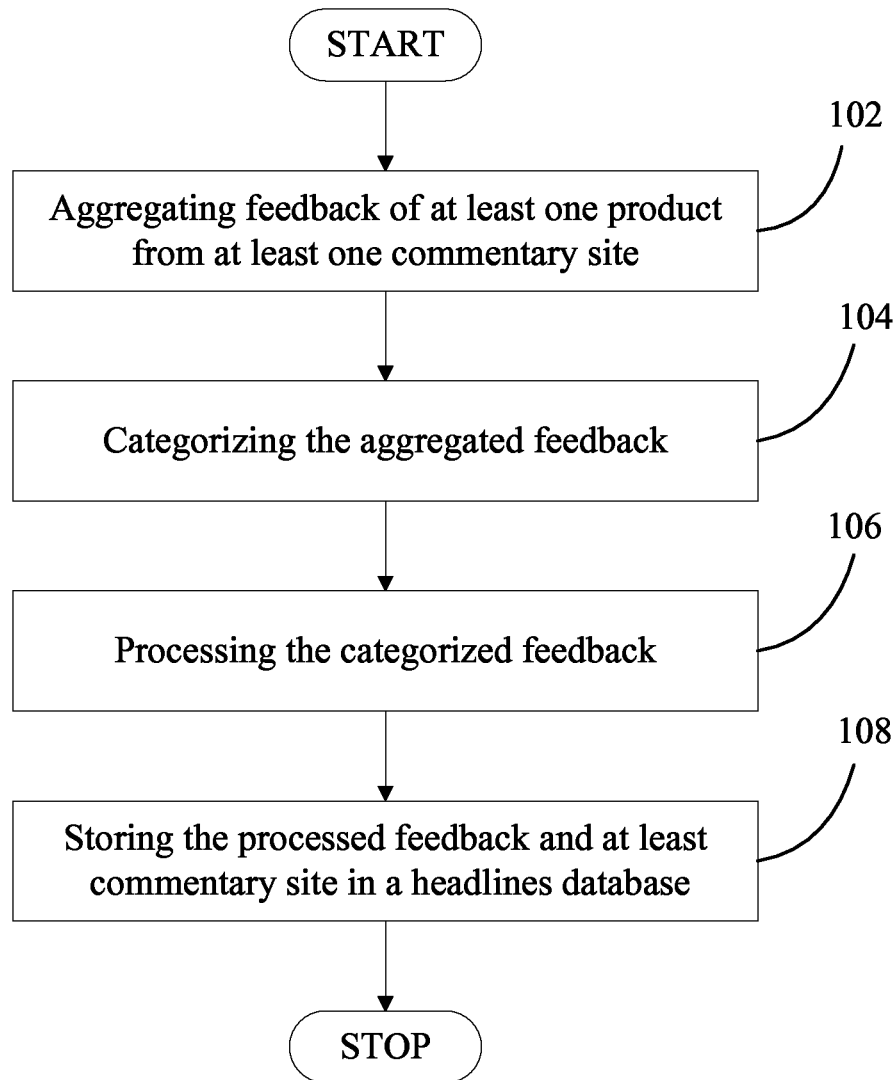 START
102
Aggregating feedback of at least one product
from at least one commentary site
104
Categorizing the aggregated feedback
106
Processing the categorized feedback
108
Storing the processed feedback and at least
commentary site in a headlines database
STOP